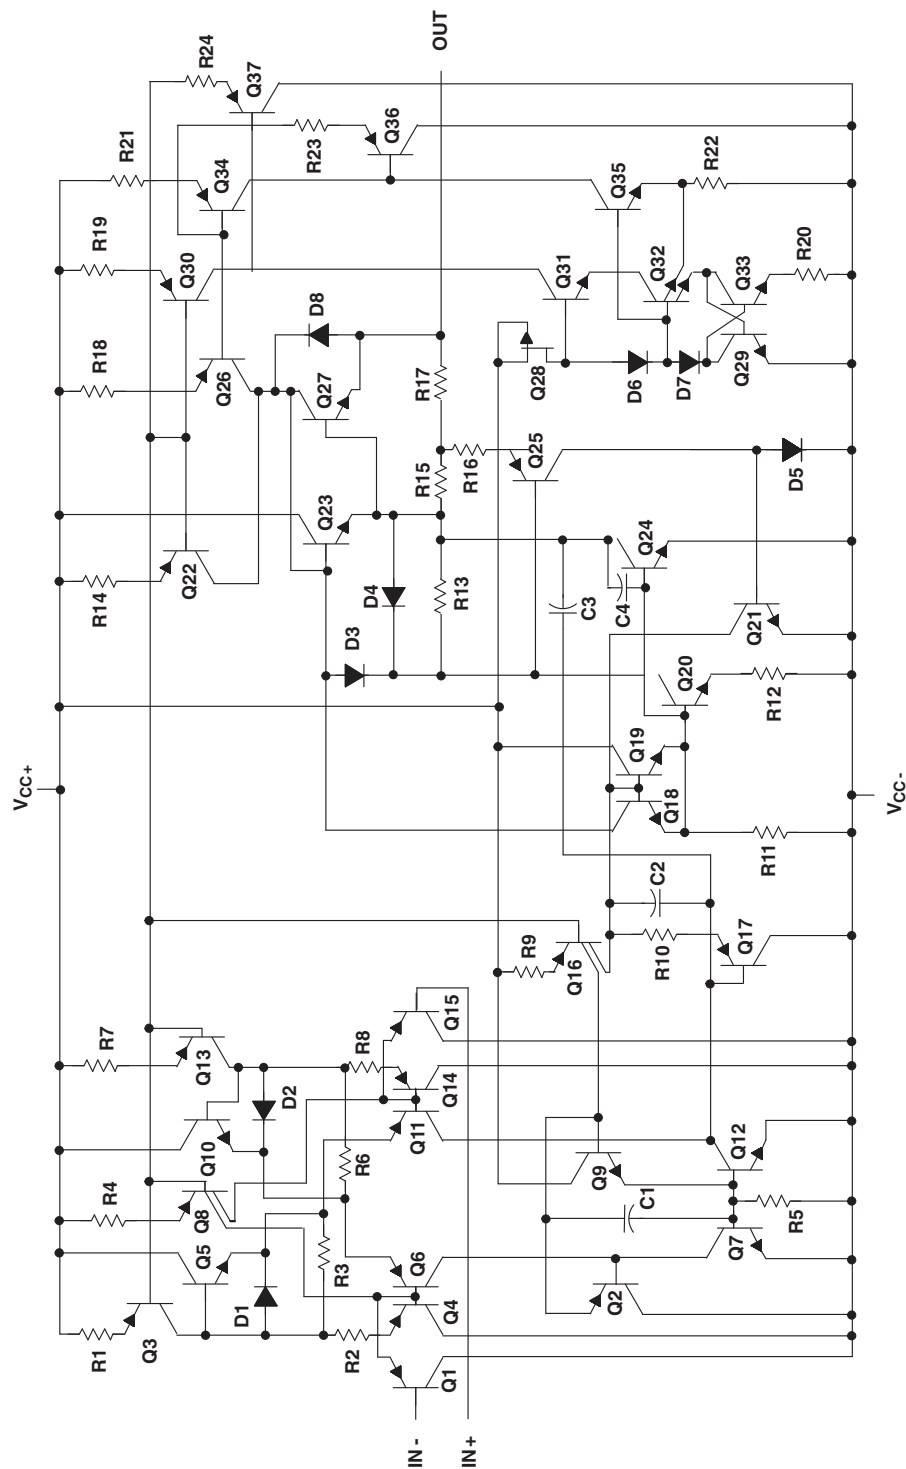 VCC+
R1
R4
R7
R14
R18
R19
R21
R24
Q3
Q5
Q8
Q10
Q13
Q22
Q26
Q30
Q34
Q37
D1
D2
Q23
Q27
D8
R23
Q36
R2
R3
R6
R8
D3
D4
R13
R15
R17
OUT
IN -
IN+
Q1
Q4
Q6
Q11
Q14
Q15
R16
Q25
Q28
Q31
Q35
R9
Q16
C3
C4
Q24
D6
Q32
Q2
C1
Q9
R10
C2
Q18
Q19
Q20
Q21
D7
R22
Q7
R5
Q12
Q17
R11
R12
D5
Q29
Q33
R20
VCC-